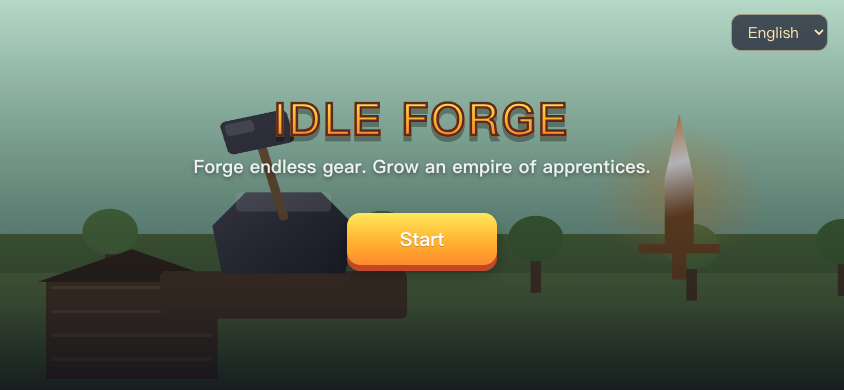 English
IDLE FORGE
Forge endless gear. Grow an empire of apprentices.
Start